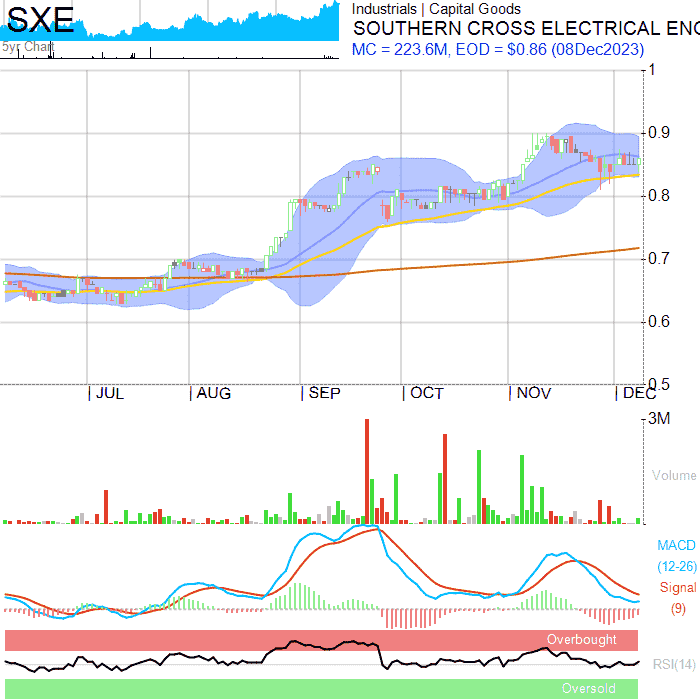 SXE
5yr Chart
Industrials | Capital Goods
SOUTHERN CROSS ELECTRICAL ENG
MC = 223.6M, EOD = $0.86 (08Dec2023)
1
0.9
0.8
0.7
0.6
0.5
JUL AUG SEP OCT NOV DEC
3M
Volume
MACD
(12-26)
Signal
(9)
Overbought
RSI(14)
Oversold